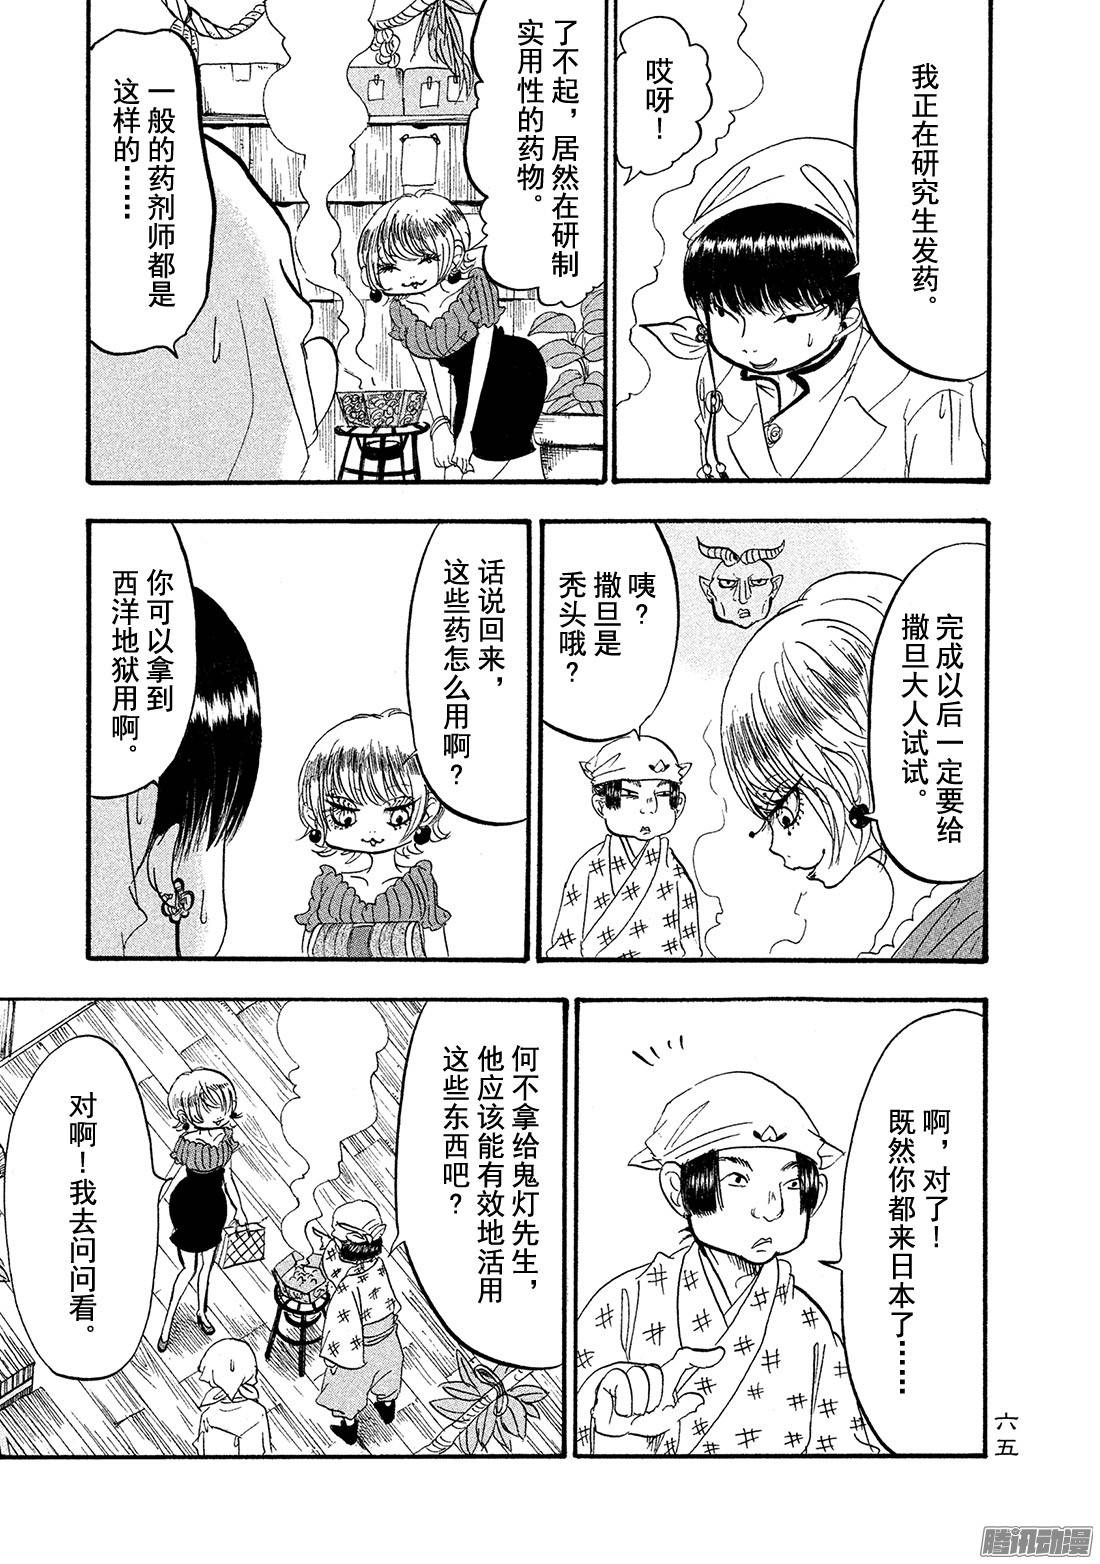 我正在研究生发药。
哎呀！
了不起，居然在研制
实用性的药物。
一般的药剂师都是
这样的……
完成以后一定要给
撒旦大人试试。
咦？
撒旦是
秃头哦？
话说回来，
这些药怎么用啊？
你可以拿到
西洋地狱用啊。
啊，对了！
既然你都来日本了……
何不拿给鬼灯先生，
他应该能有效地活用
这些东西吧？
对啊！我去问问看。
六五
腾讯动漫